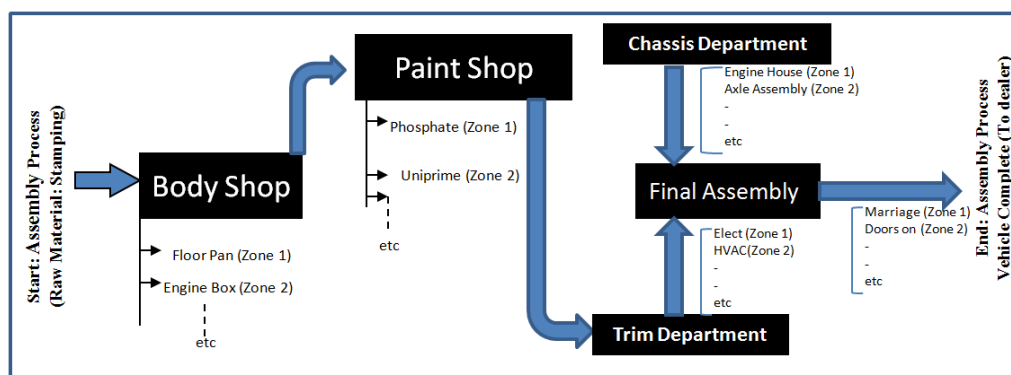 Start: Assembly Process
(Raw Material: Stamping)
Body Shop
Floor Pan (Zone 1)
Engine Box (Zone 2)
etc
Paint Shop
Phosphate (Zone 1)
Uniprime (Zone 2)
etc
Chassis Department
Engine House (Zone 1)
Axle Assembly (Zone 2)
-
-
etc
Final Assembly
Elect (Zone 1)
HVAC(Zone 2)
-
-
etc
Trim Department
Marriage (Zone 1)
Doors on (Zone 2)
-
-
etc
End: Assembly Process
Vehicle Complete (To dealer)